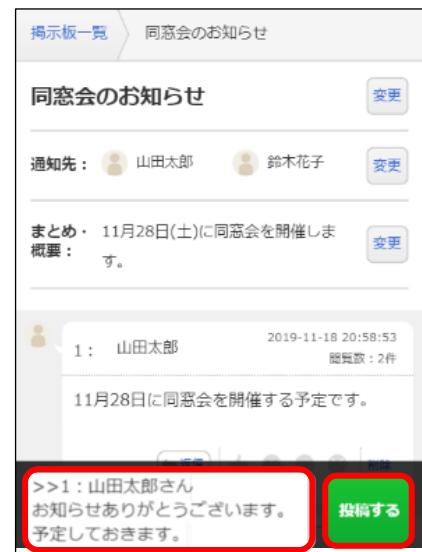 掲示板一覧 同窓会のお知らせ
同窓会のお知らせ 変更
通知先： 山田太郎 鈴木花子 変更
まとめ・ 11月28日(土)に同窓会を開催しま
概要： す。 変更
1： 山田太郎 2019-11-18 20:58:53
閲覧数：2件
11月28日に同窓会を開催する予定です。
返信 削除
>>1：山田太郎さん
お知らせありがとうございます。
予定しておきます。
投稿する